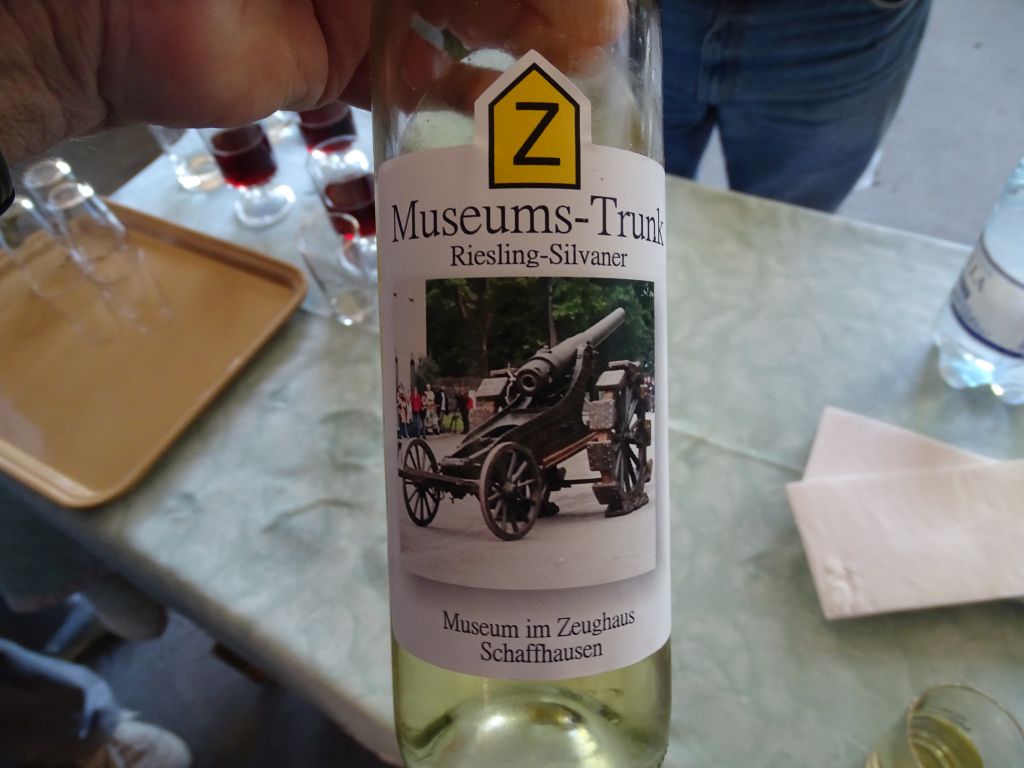 Z
Museums-Trunk
Riesling-Silvaner
Museum im Zeughaus
Schaffhausen